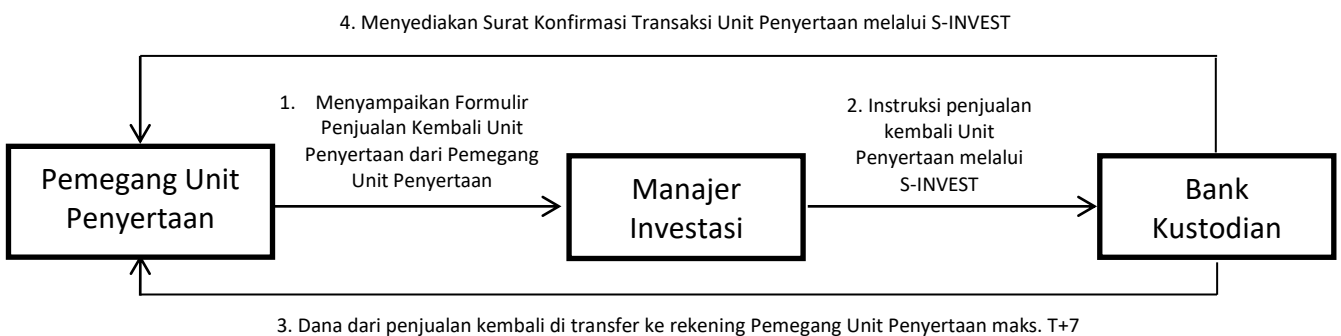 4. Menyediakan Surat Konfirmasi Transaksi Unit Penyertaan melalui S-INVEST
1. Menyampaikan Formulir
Penjualan Kembali Unit
Penyertaan dari Pemegang
Unit Penyertaan
2. Instruksi penjualan
kembali Unit
Penyertaan melalui
S-INVEST
Pemegang Unit
Penyertaan
Manajer
Investasi
Bank
Kustodian
3. Dana dari penjualan kembali di transfer ke rekening Pemegang Unit Penyertaan maks. T+7